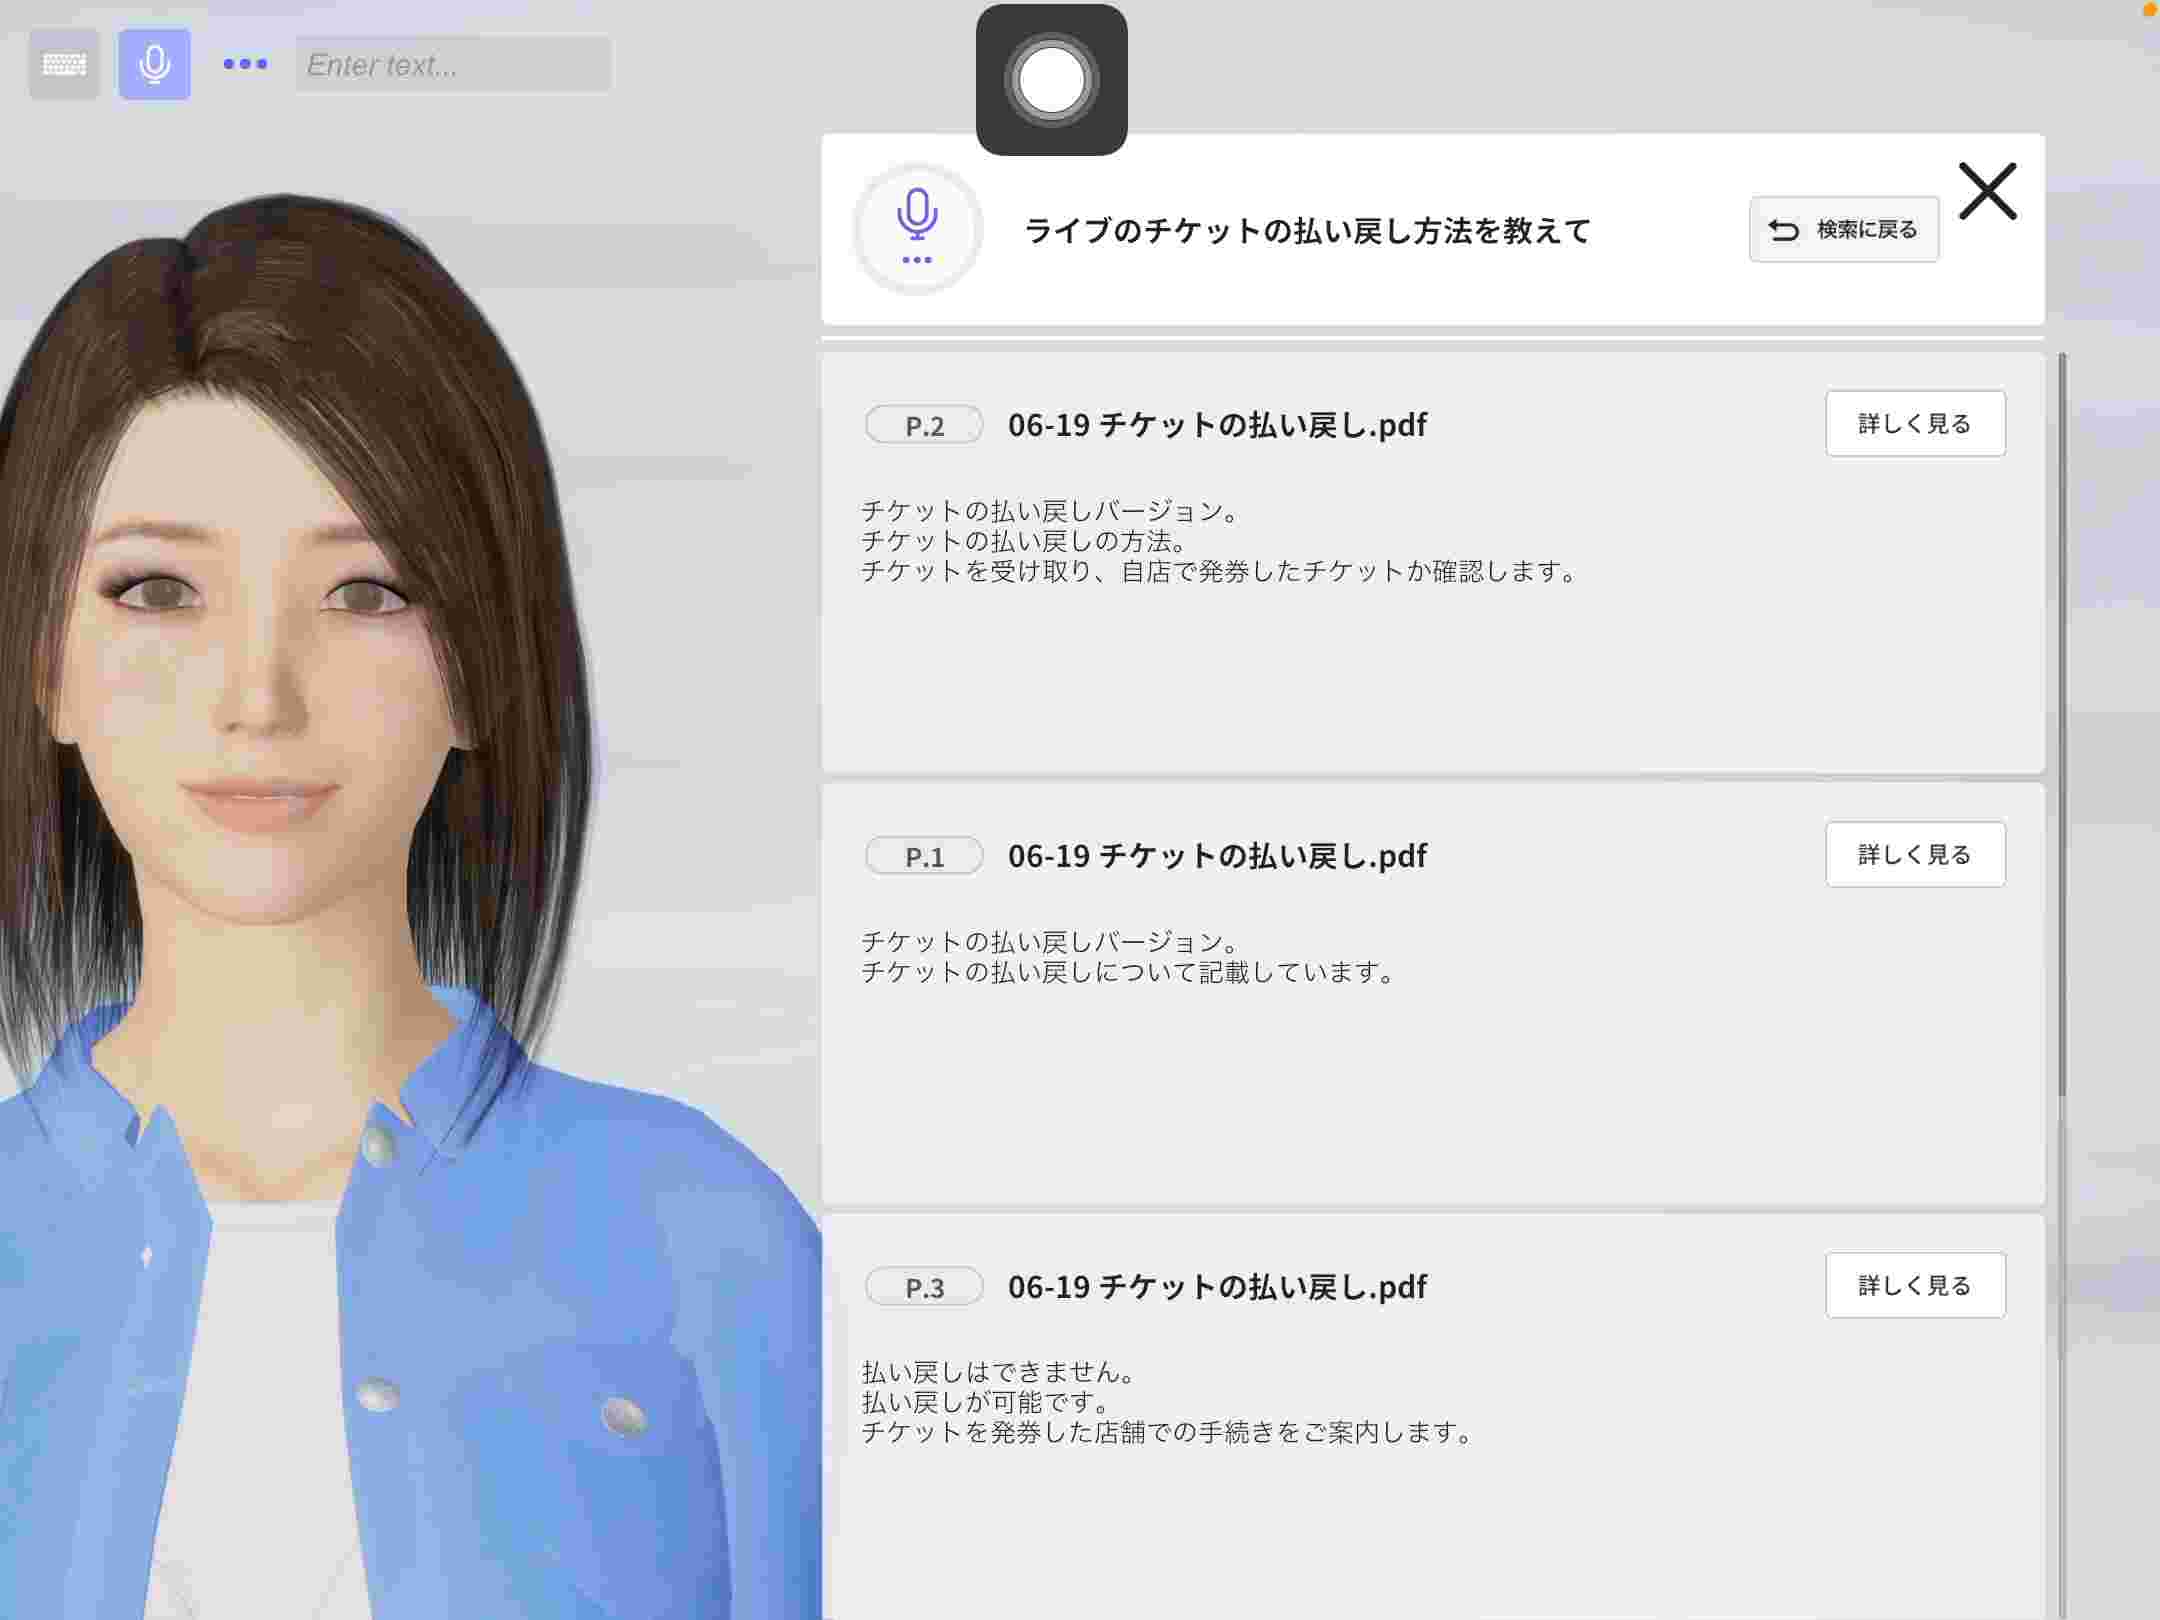 Enter text...
ライブのチケットの払い戻し方法を教えて
検索に戻る
P.2
06-19 チケットの払い戻し.pdf
詳しく見る
チケットの払い戻しバージョン。
チケットの払い戻しの方法。
チケットを受け取り、自店で発券したチケットか確認します。
P.1
06-19 チケットの払い戻し.pdf
詳しく見る
チケットの払い戻しバージョン。
チケットの払い戻しについて記載しています。
P.3
06-19 チケットの払い戻し.pdf
詳しく見る
払い戻しはできません。
払い戻しが可能です。
チケットを発券した店舗での手続きをご案内します。